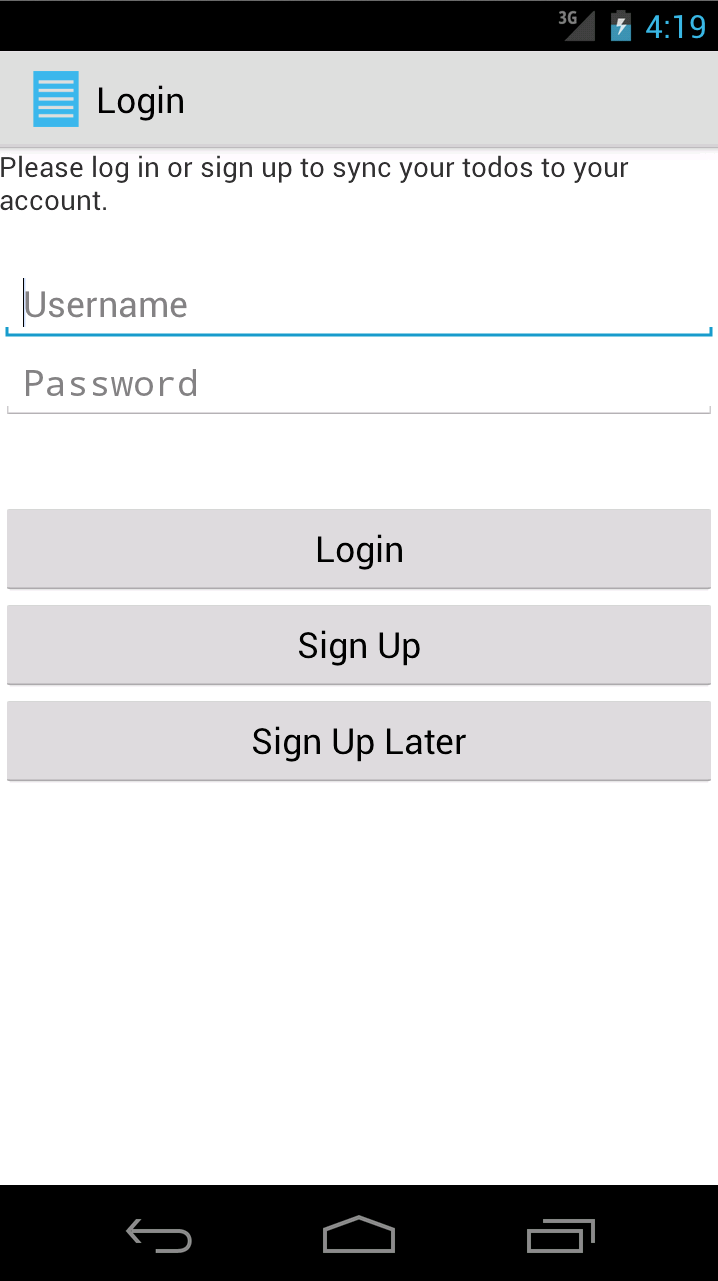 3G 4:19
Login
Please log in or sign up to sync your todos to your
account.
Username
Password
Login
Sign Up
Sign Up Later